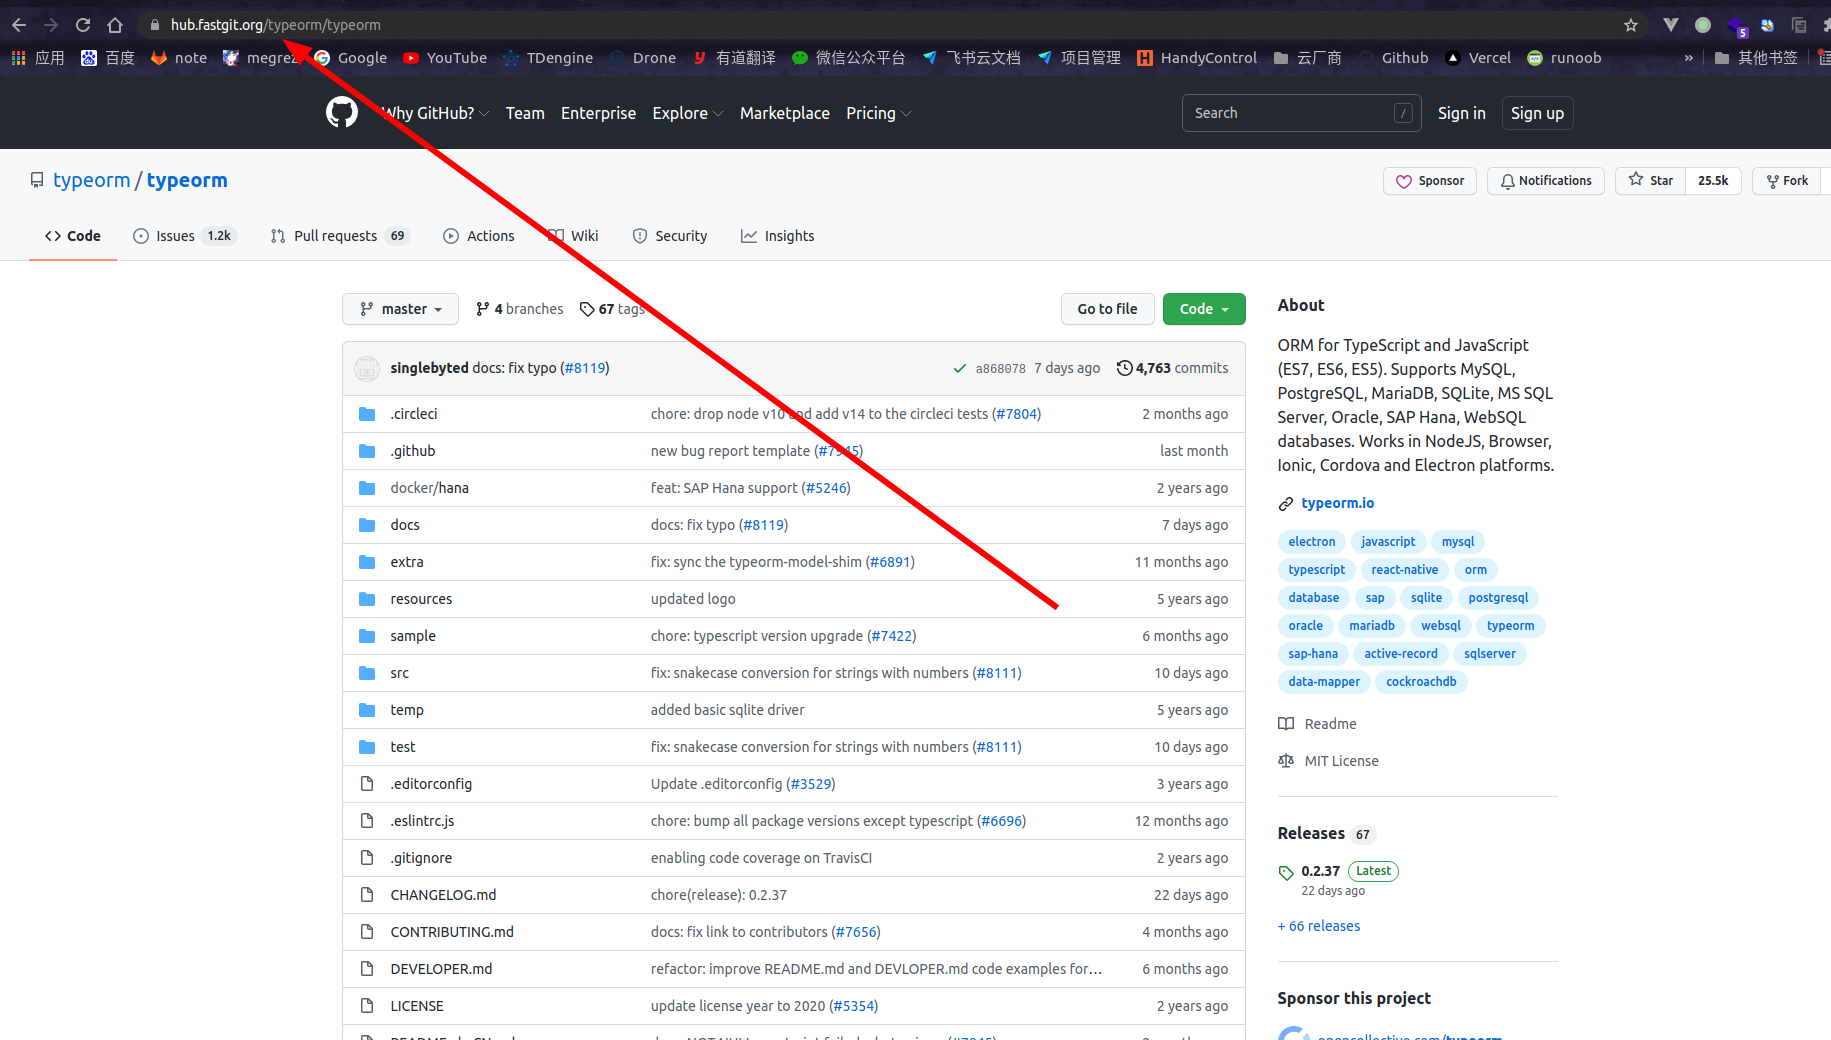 hub.fastgit.org/typeorm/typeorm
5
应用 百度 note megrez Google YouTube TDengine Drone 有道翻译 微信公众平台 飞书云文档 项目管理 HandyControl 云厂商 Github Vercel runoob » 其他书签
Why GitHub? Team Enterprise Explore Marketplace Pricing Search / Sign in Sign up
typeorm / typeorm Sponsor Notifications Star 25.5k Fork
Code Issues 1.2k Pull requests 69 Actions Wiki Security Insights
master 4 branches 67 tags Go to file Code
singlebyted docs: fix typo (#8119) a868078 7 days ago 4,763 commits
.circleci chore: drop node v10 and add v14 to the circleci tests (#7804) 2 months ago
.github new bug report template () last month
docker/hana feat: SAP Hana support (#5246) 2 years ago
docs docs: fix typo (#8119) 7 days ago
extra fix: sync the typeorm-model-shim (#6891) 11 months ago
resources updated logo 5 years ago
sample chore: typescript version upgrade (#7422) 6 months ago
src fix: snakecase conversion for strings with numbers (#8111) 10 days ago
temp added basic sqlite driver 5 years ago
test fix: snakecase conversion for strings with numbers (#8111) 10 days ago
.editorconfig Update .editorconfig (#3529) 3 years ago
.eslintrc.js chore: bump all package versions except typescript (#6696) 12 months ago
.gitignore enabling code coverage on TravisCI 2 years ago
CHANGELOG.md chore(release): 0.2.37 22 days ago
CONTRIBUTING.md docs: fix link to contributors (#7656) 4 months ago
DEVELOPER.md refactor: improve README.md and DEVLOPER.md code examples for… 6 months ago
LICENSE update license year to 2020 (#5354) 2 years ago
About
ORM for TypeScript and JavaScript
(ES7, ES6, ES5). Supports MySQL,
PostgreSQL, MariaDB, SQLite, MS SQL
Server, Oracle, SAP Hana, WebSQL
databases. Works in NodeJS, Browser,
Ionic, Cordova and Electron platforms.
typeorm.io
electron javascript mysql
typescript react-native orm
database sap sqlite postgresql
oracle mariadb websql typeorm
sap-hana active-record sqlserver
data-mapper cockroachdb
Readme
MIT License
Releases 67
0.2.37 Latest
22 days ago
+ 66 releases
Sponsor this project
opencollective.com/typeorm